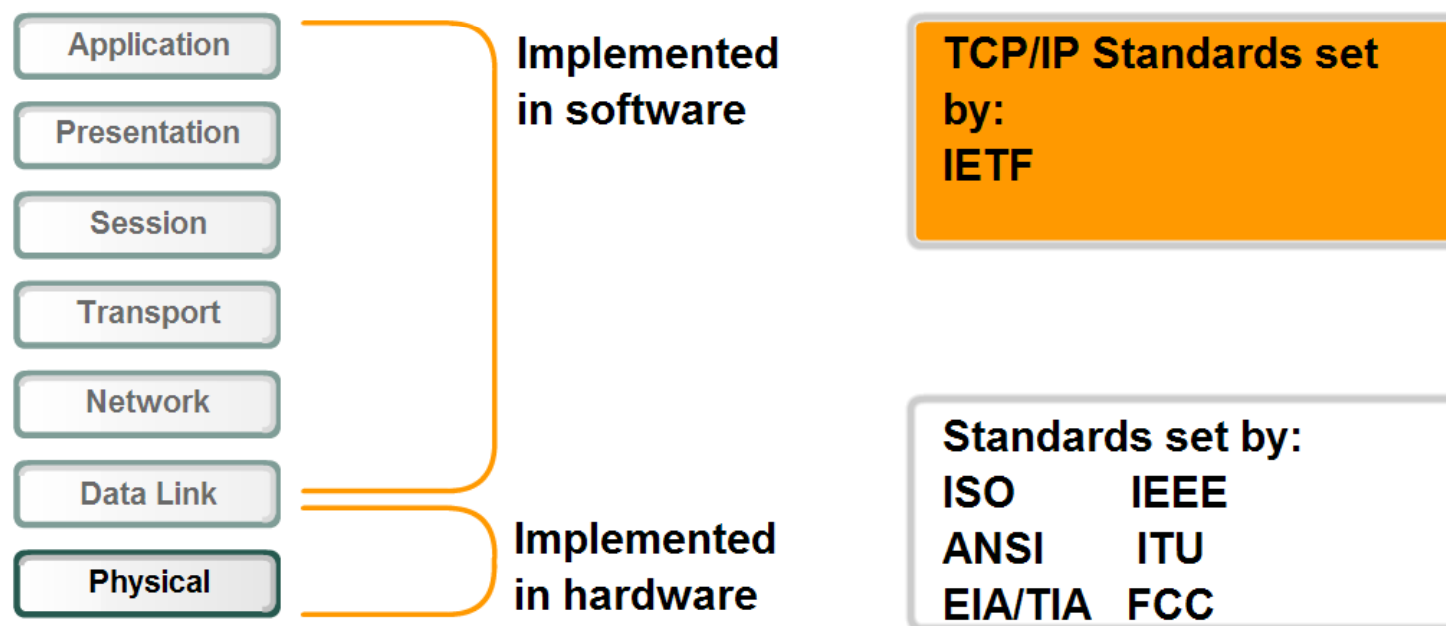 Application
Presentation
Session
Transport
Network
Data Link
Physical
Implemented
in software
Implemented
in hardware
TCP/IP Standards set
by:
IETF
Standards set by:
ISO IEEE
ANSI ITU
EIA/TIA FCC